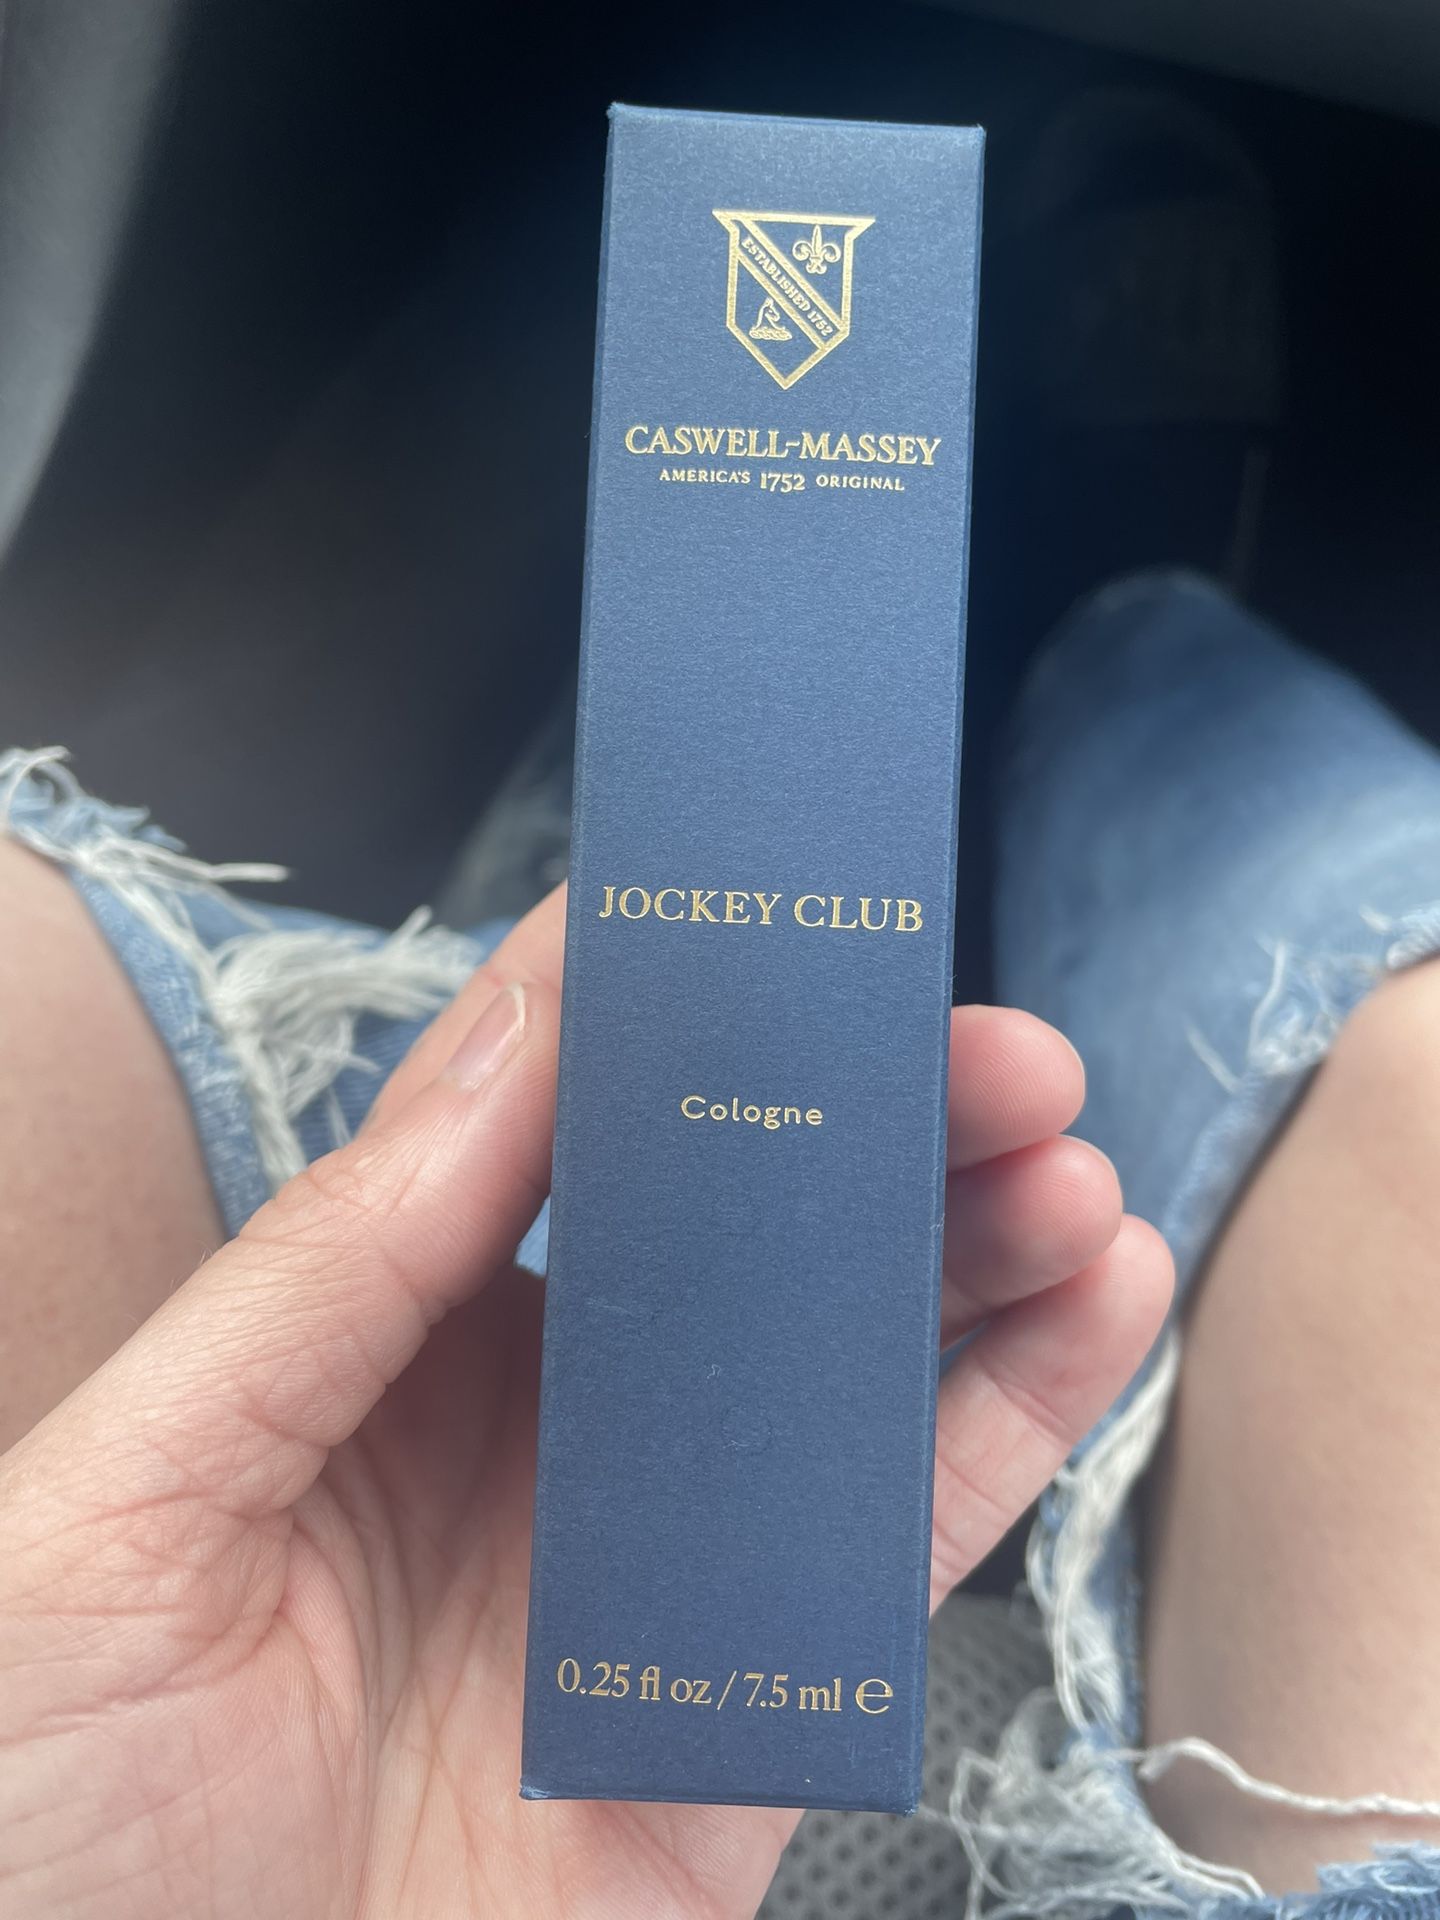 ESTABLISHED 1752
CASWELL-MASSEY
AMERICA'S 1752 ORIGINAL
JOCKEY CLUB
Cologne
0.25 fl oz / 7.5 ml ℮